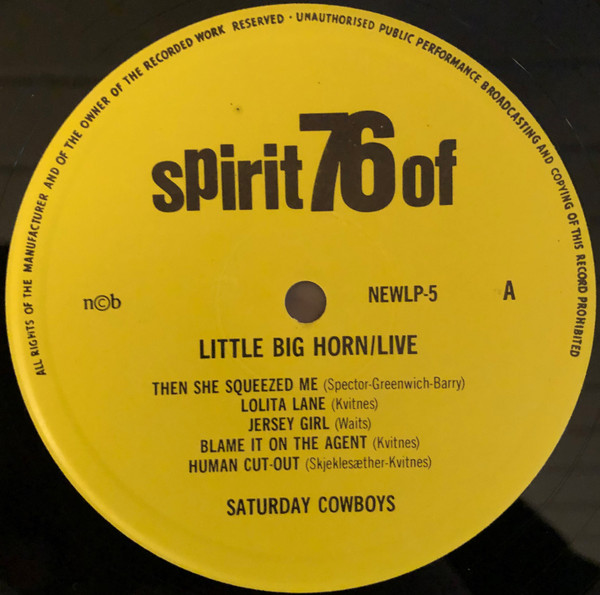 ALL RIGHTS OF THE MANUFACTURER AND OF THE OWNER OF THE RECORDED WORK RESERVED · UNAUTHORISED PUBLIC PERFORMANCE BROADCASTING AND COPYING OF THIS RECORD PROHIBITED
spirit 76 of
n©b
NEWLP-5 A
LITTLE BIG HORN/LIVE
THEN SHE SQUEEZED ME (Spector-Greenwich-Barry)
LOLITA LANE (Kvitnes)
JERSEY GIRL (Waits)
BLAME IT ON THE AGENT (Kvitnes)
HUMAN CUT-OUT (Skjeklesæther-Kvitnes)
SATURDAY COWBOYS